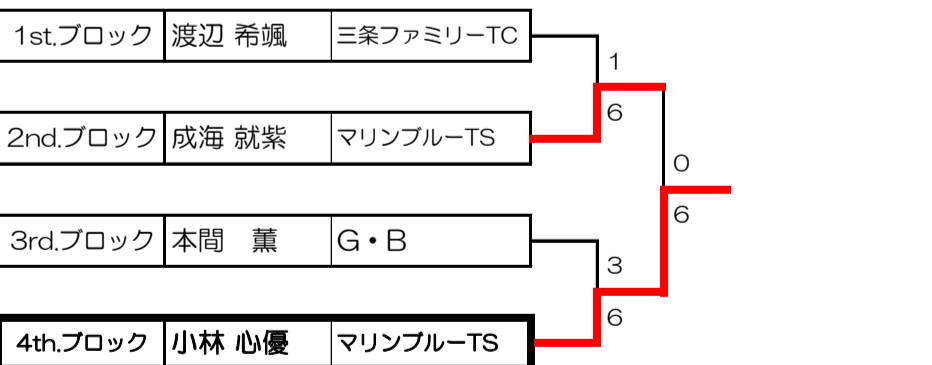 1st.ブロック 渡辺 希颯 三条ファミリーTC
1
6
2nd.ブロック 成海 就紫 マリンブルーTS
0
6
3rd.ブロック 本間　薫 G・B
3
6
4th.ブロック 小林 心優 マリンブルーTS